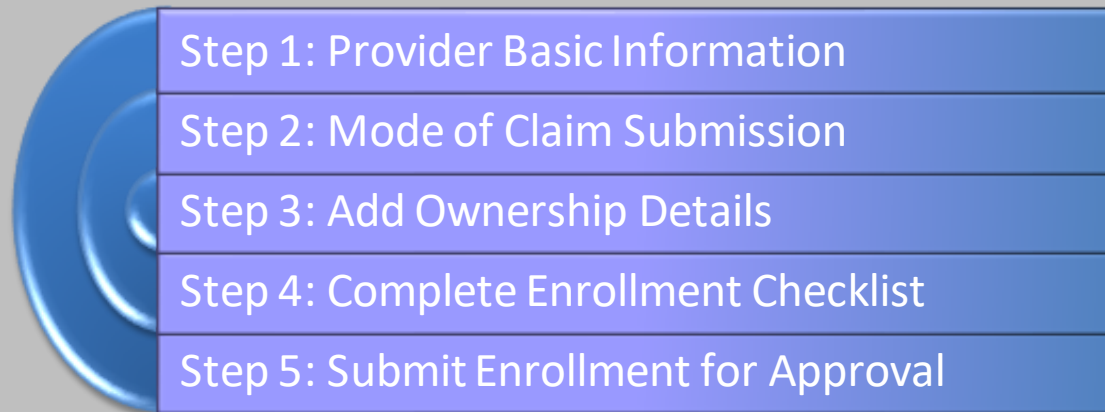 Step 1: Provider Basic Information
Step 2: Mode of Claim Submission
Step 3: Add Ownership Details
Step 4: Complete Enrollment Checklist
Step 5: Submit Enrollment for Approval